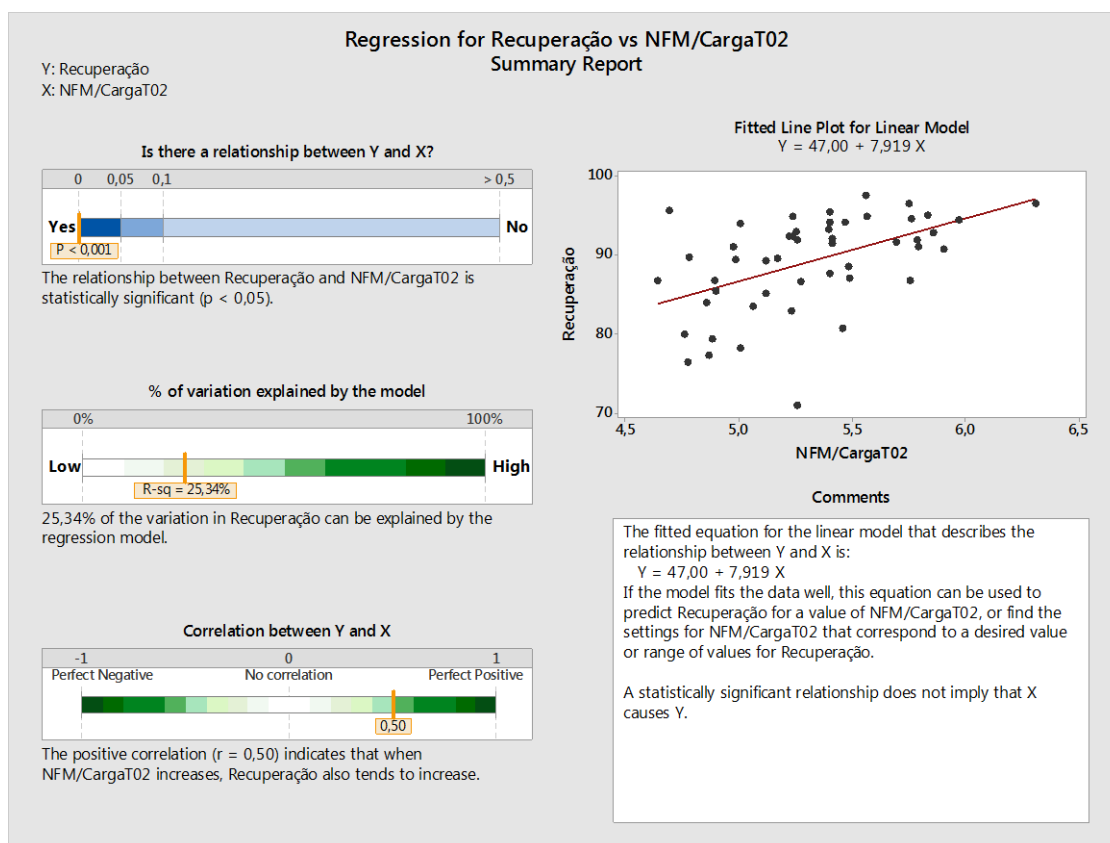 Regression for Recuperação vs NFM/CargaT02
Summary Report
Y: Recuperação
X: NFM/CargaT02
Is there a relationship between Y and X?
0 0,05 0,1 > 0,5
Yes No
P < 0,001
The relationship between Recuperação and NFM/CargaT02 is
statistically significant (p < 0,05).
% of variation explained by the model
0% 100%
Low High
R-sq = 25,34%
25,34% of the variation in Recuperação can be explained by the
regression model.
Correlation between Y and X
-1 0 1
Perfect Negative No correlation Perfect Positive
0,50
The positive correlation (r = 0,50) indicates that when
NFM/CargaT02 increases, Recuperação also tends to increase.
Fitted Line Plot for Linear Model
Y = 47,00 + 7,919 X
100
90
80
70
Recuperação
4,5 5,0 5,5 6,0 6,5
NFM/CargaT02
Comments
The fitted equation for the linear model that describes the
relationship between Y and X is:
Y = 47,00 + 7,919 X
If the model fits the data well, this equation can be used to
predict Recuperação for a value of NFM/CargaT02, or find the
settings for NFM/CargaT02 that correspond to a desired value
or range of values for Recuperação.
A statistically significant relationship does not imply that X
causes Y.